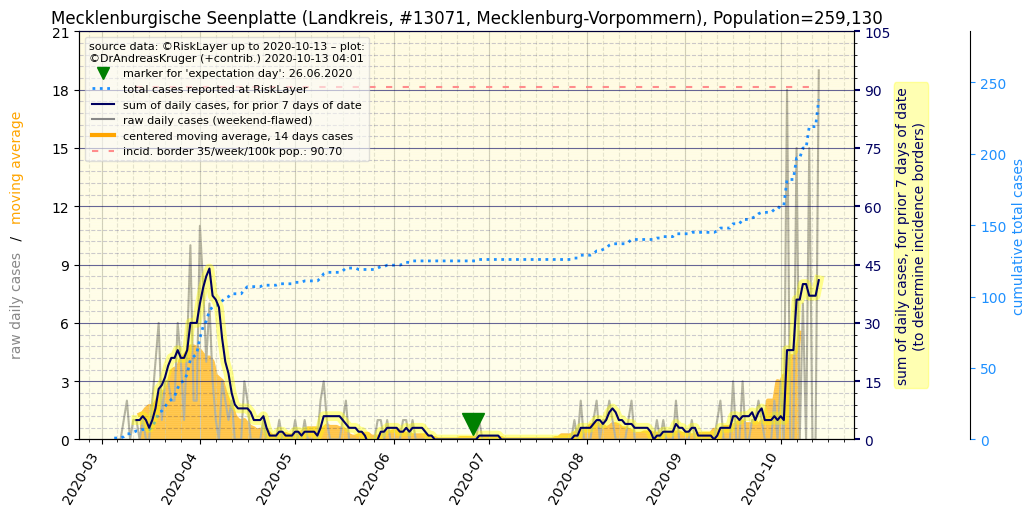 Mecklenburgische Seenplatte (Landkreis, #13071, Mecklenburg-Vorpommern), Population=259,130
source data: ©RiskLayer up to 2020-10-13 – plot:
©DrAndreasKruger (+contrib.) 2020-10-13 04:01
marker for 'expectation day': 26.06.2020
total cases reported at RiskLayer
sum of daily cases, for prior 7 days of date
raw daily cases (weekend-flawed)
centered moving average, 14 days cases
incid. border 35/week/100k pop.: 90.70
raw daily cases / moving average
21
18
15
12
9
6
3
0
105
90
75
60
45
30
15
0
sum of daily cases, for prior 7 days of date
(to determine incidence borders)
250
200
150
100
50
0
cumulative total cases
2020-03
2020-04
2020-05
2020-06
2020-07
2020-08
2020-09
2020-10